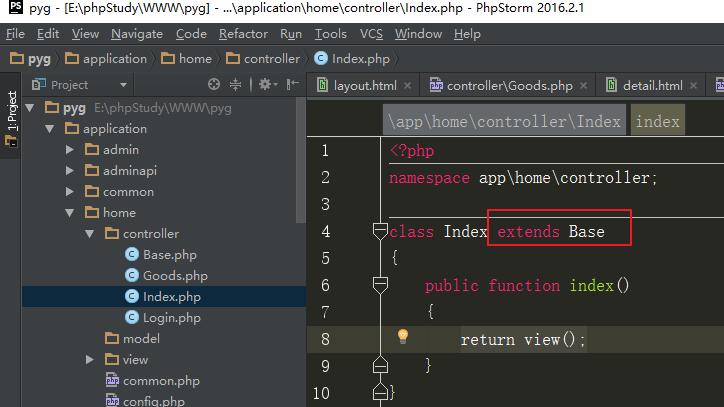 PS pyg - [E:\phpStudy\WWW\pyg] - ...\application\home\controller\Index.php - PhpStorm 2016.2.1
File Edit View Navigate Code Refactor Run Tools VCS Window Help
pyg application home controller Index.php
1: Project
Project
layout.html controller\Goods.php detail.html
pyg E:\phpStudy\WWW\pyg
\app\home\controller\Index index
application
admin
adminapi
common
home
controller
Base.php
Goods.php
Index.php
Login.php
model
view
common.php
config.php
1 <?php
2 namespace app\home\controller;
3
4 class Index extends Base
5 {
6 public function index()
7 {
8 return view();
9 }
10 }